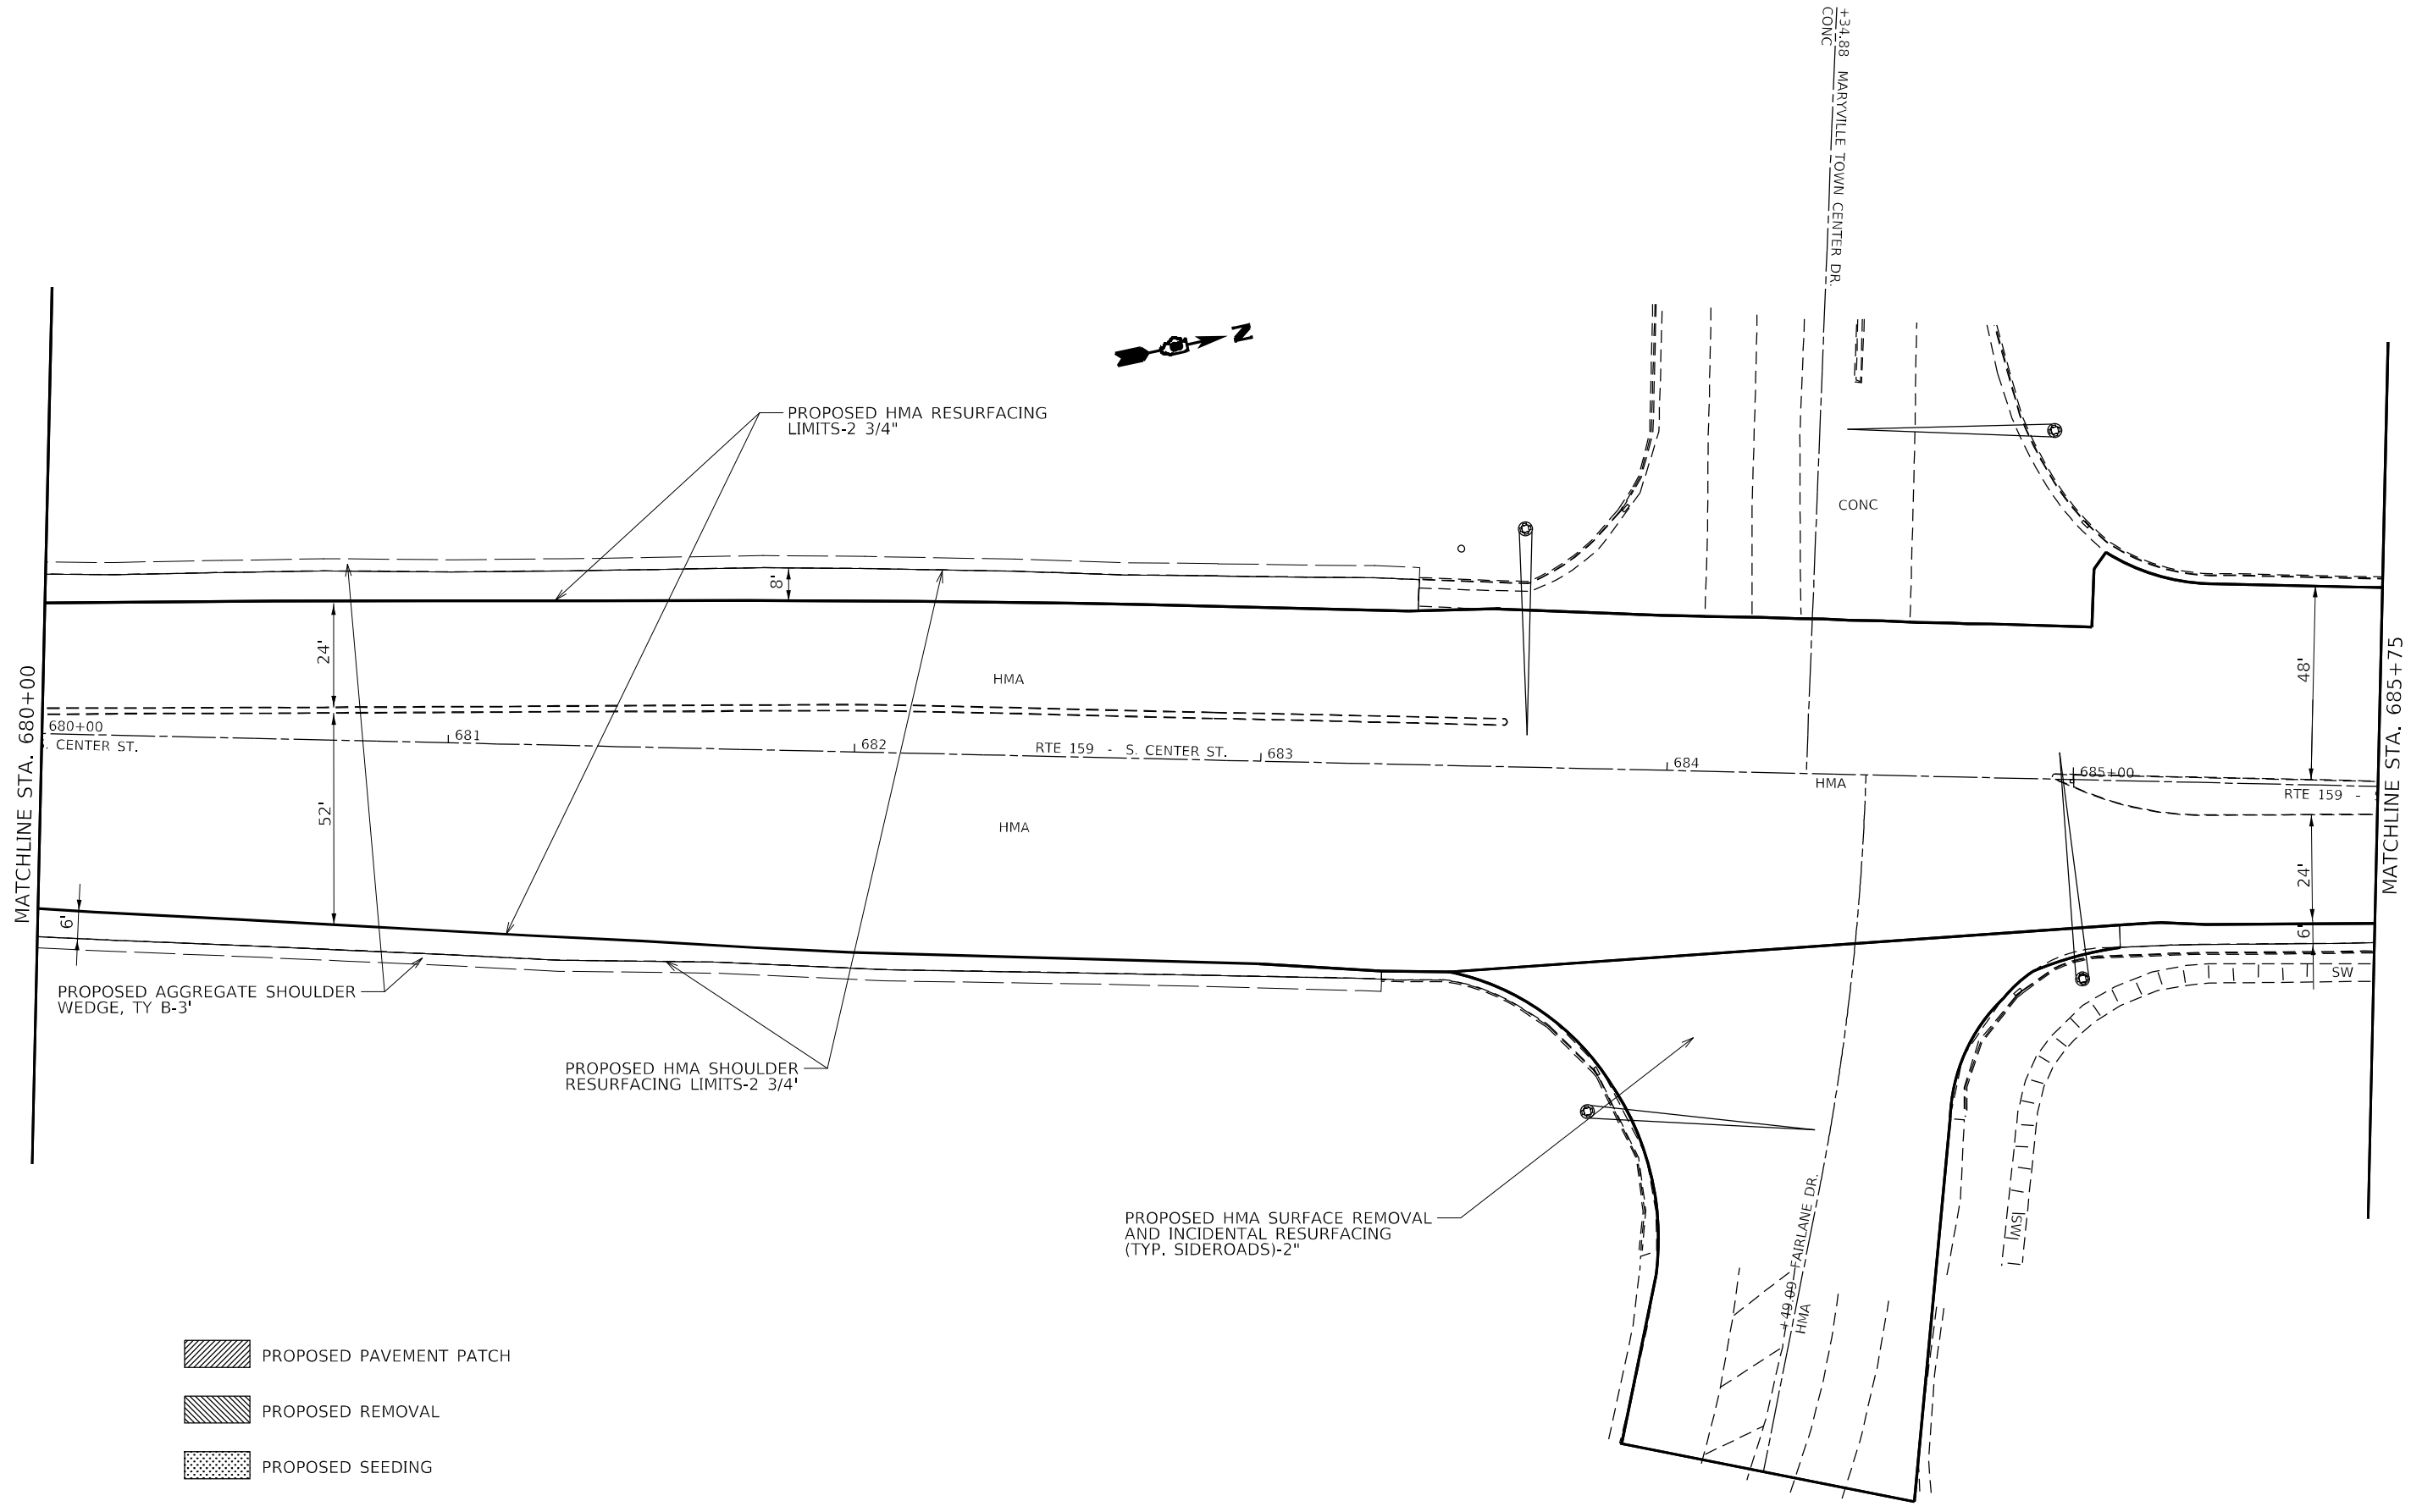 +34.88 MARYVILLE TOWN CENTER DR.
CONC
N
PROPOSED HMA RESURFACING
LIMITS-2 3/4"
CONC
8'
24'
HMA
48'
680+00
S. CENTER ST.
681
682
RTE 159 - S. CENTER ST.
683
684
HMA
685+00
RTE 159 -
MATCHLINE STA. 680+00
MATCHLINE STA. 685+75
52'
HMA
24'
6'
6'
SW
PROPOSED AGGREGATE SHOULDER
WEDGE, TY B-3'
PROPOSED HMA SHOULDER
RESURFACING LIMITS-2 3/4'
PROPOSED HMA SURFACE REMOVAL
AND INCIDENTAL RESURFACING
(TYP. SIDEROADS)-2"
SW
+49.09 FAIRLANE DR.
HMA
PROPOSED PAVEMENT PATCH
PROPOSED REMOVAL
PROPOSED SEEDING